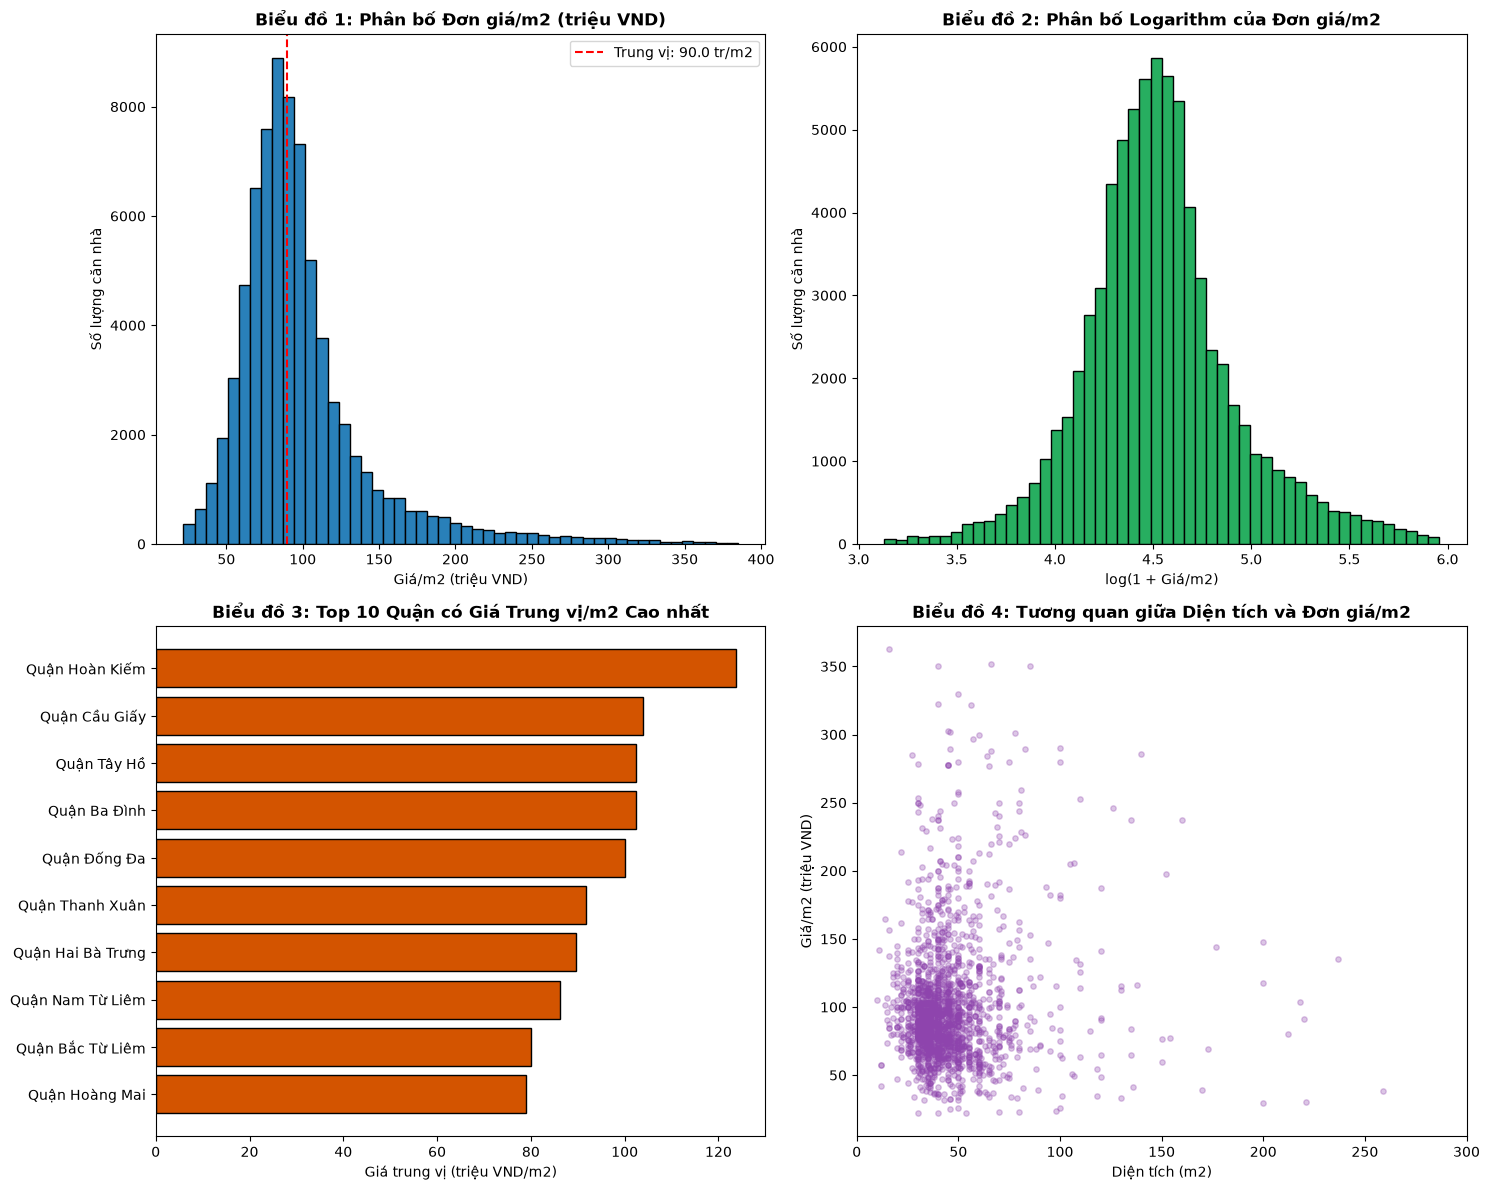 Biểu đồ 1: Phân bố Đơn giá/m2 (triệu VND)
Số lượng căn nhà
8000
6000
4000
2000
0
Trung vị: 90.0 tr/m2
50 100 150 200 250 300 350 400
Giá/m2 (triệu VND)
Biểu đồ 2: Phân bố Logarithm của Đơn giá/m2
Số lượng căn nhà
6000
5000
4000
3000
2000
1000
0
3.0 3.5 4.0 4.5 5.0 5.5 6.0
log(1 + Giá/m2)
Biểu đồ 3: Top 10 Quận có Giá Trung vị/m2 Cao nhất
Quận Hoàn Kiếm
Quận Cầu Giấy
Quận Tây Hồ
Quận Ba Đình
Quận Đống Đa
Quận Thanh Xuân
Quận Hai Bà Trưng
Quận Nam Từ Liêm
Quận Bắc Từ Liêm
Quận Hoàng Mai
0 20 40 60 80 100 120
Giá trung vị (triệu VND/m2)
Biểu đồ 4: Tương quan giữa Diện tích và Đơn giá/m2
Giá/m2 (triệu VND)
350
300
250
200
150
100
50
0 50 100 150 200 250 300
Diện tích (m2)